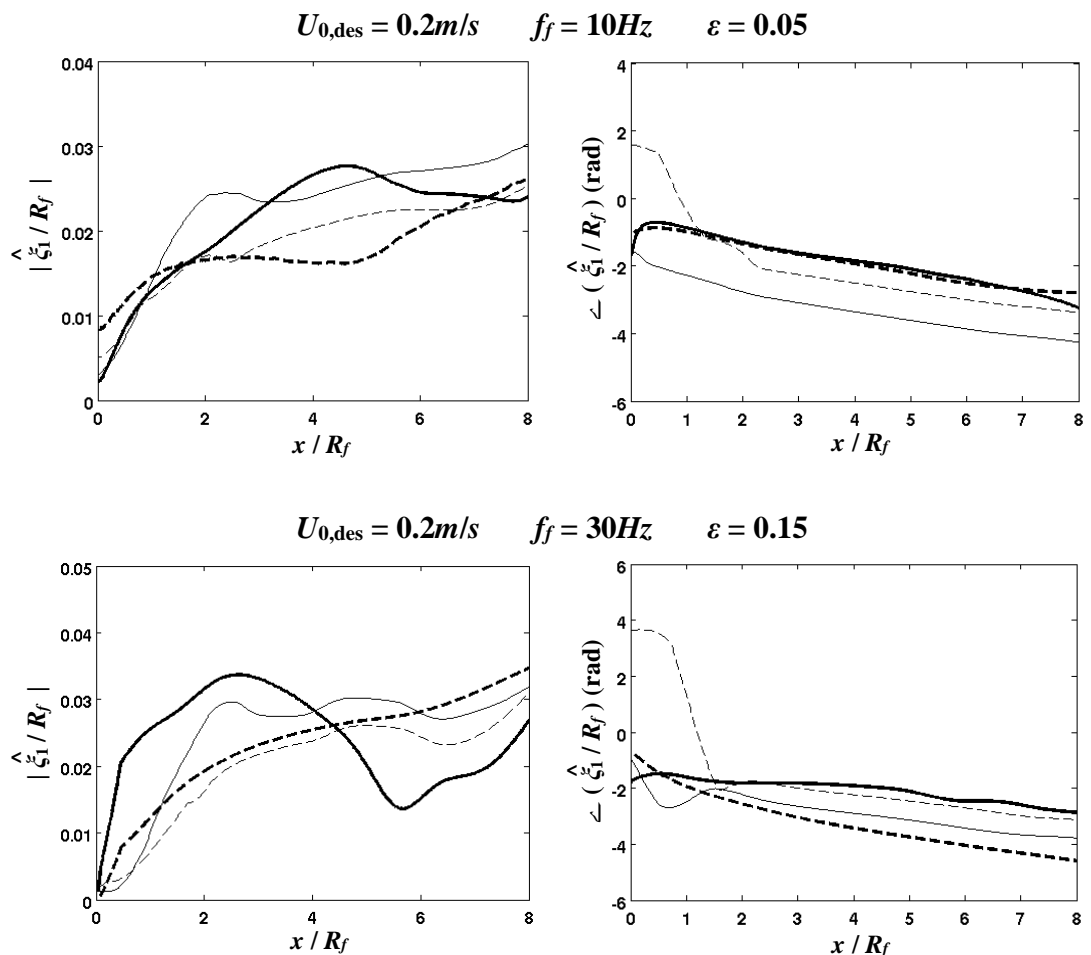 U0,des = 0.2m/s ff = 10Hz ε = 0.05
0.04
0.03
0.02
0.01
0
0 2 4 6 8
| ξ̂1 / Rf |
x / Rf
4
2
0
-2
-4
-6
0 1 2 3 4 5 6 7 8
∠ ( ξ̂1 / Rf ) (rad)
x / Rf
U0,des = 0.2m/s ff = 30Hz ε = 0.15
0.05
0.04
0.03
0.02
0.01
0
0 2 4 6 8
| ξ̂1 / Rf |
x / Rf
6
4
2
0
-2
-4
-6
0 1 2 3 4 5 6 7 8
∠ ( ξ̂1 / Rf ) (rad)
x / Rf